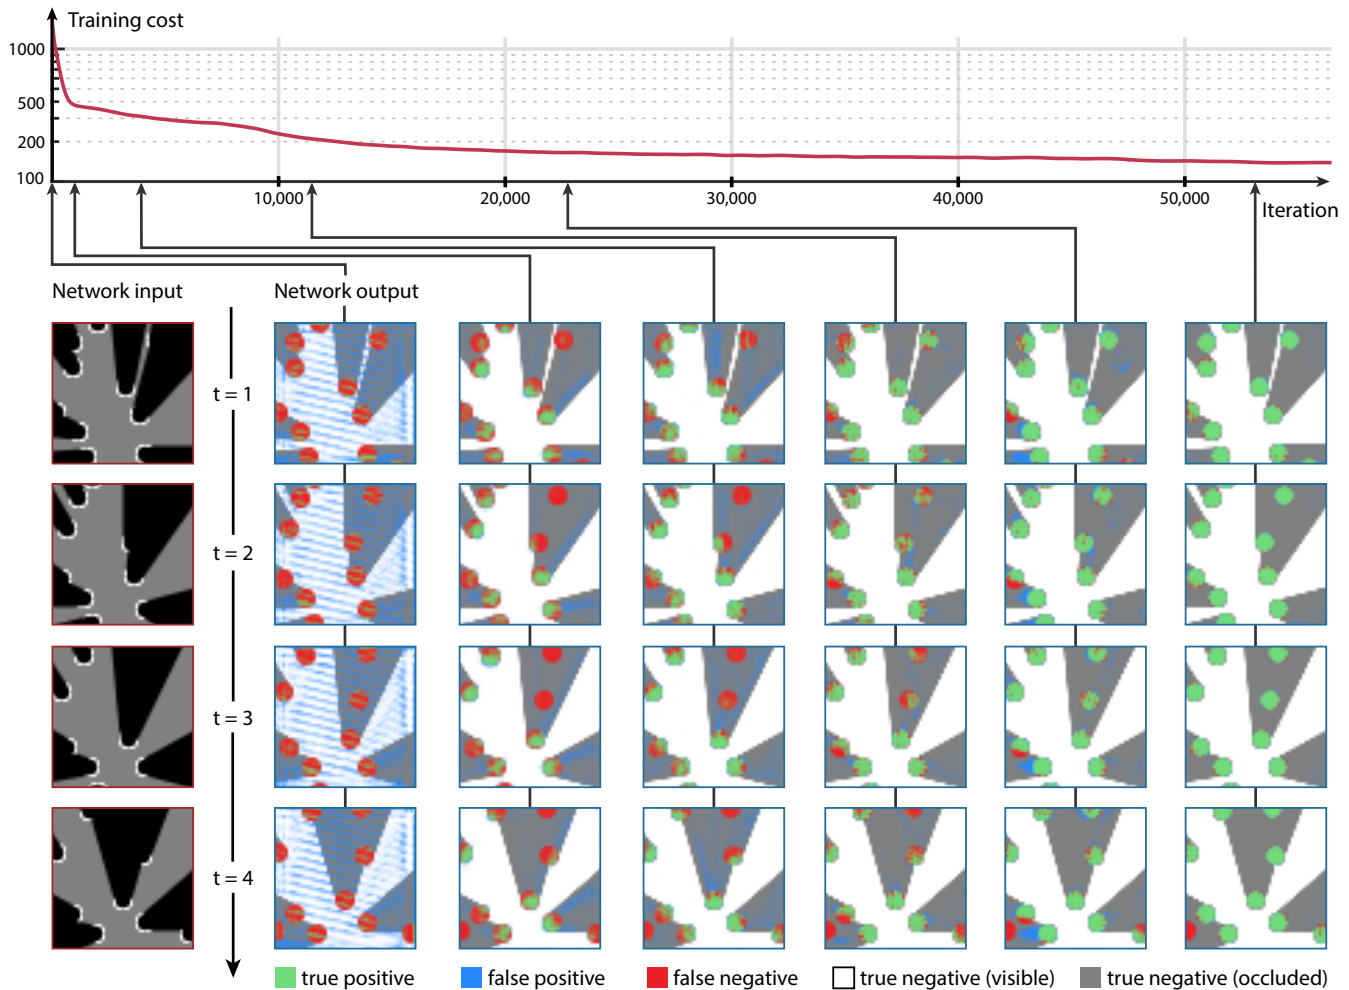 Training cost
1000
500
200
100
10,000
20,000
30,000
40,000
50,000
Iteration
Network input
Network output
t = 1
t = 2
t = 3
t = 4
true positive
false positive
false negative
true negative (visible)
true negative (occluded)